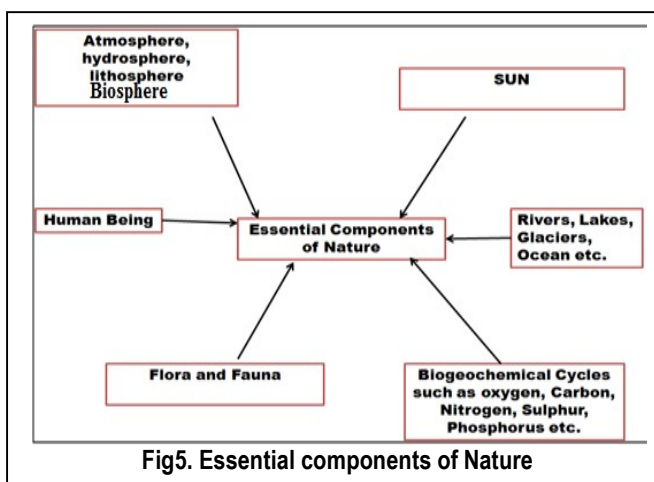 Atmosphere,
hydrosphere,
lithosphere
Biosphere
SUN
Human Being
Essential Components
of Nature
Rivers, Lakes,
Glaciers,
Ocean etc.
Flora and Fauna
Biogeochemical Cycles
such as oxygen, Carbon,
Nitrogen, Sulphur,
Phosphorus etc.
Fig5. Essential components of Nature